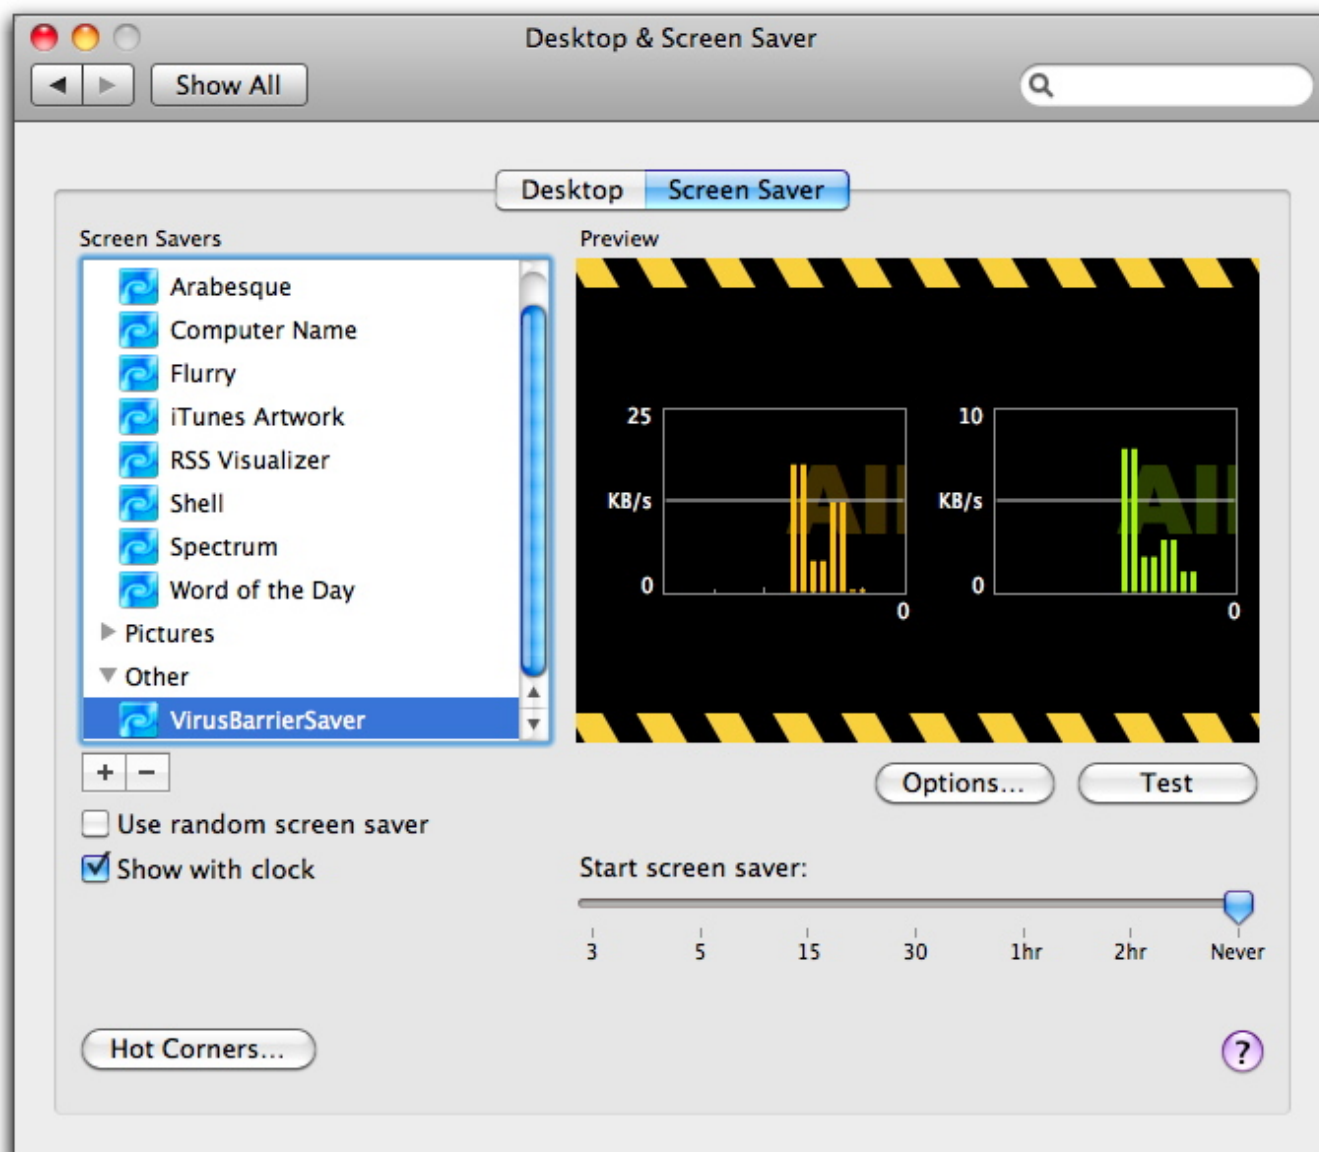 Desktop & Screen Saver
Show All
Desktop
Screen Saver
Screen Savers
Arabesque
Computer Name
Flurry
iTunes Artwork
RSS Visualizer
Shell
Spectrum
Word of the Day
Pictures
Other
VirusBarrierSaver
+ −
Use random screen saver
Show with clock
Hot Corners...
Preview
25
KB/s
0
0
All
10
KB/s
0
0
All
Options...
Test
Start screen saver:
3 5 15 30 1hr 2hr Never
?